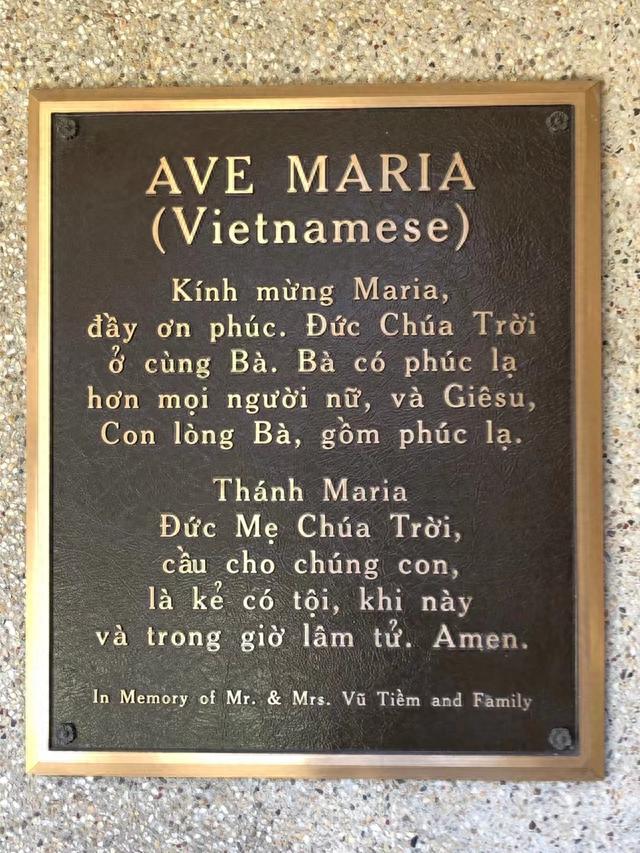 AVE MARIA
(Vietnamese)
Kính mừng Maria,
đầy ơn phúc. Đức Chúa Trời
ở cùng Bà. Bà có phúc lạ
hơn mọi người nữ, và Giêsu,
Con lòng Bà, gồm phúc lạ.
Thánh Maria
Đức Mẹ Chúa Trời,
cầu cho chúng con,
là kẻ có tội, khi này
và trong giờ lâm tử. Amen.
In Memory of Mr. & Mrs. Vũ Tiềm and Family